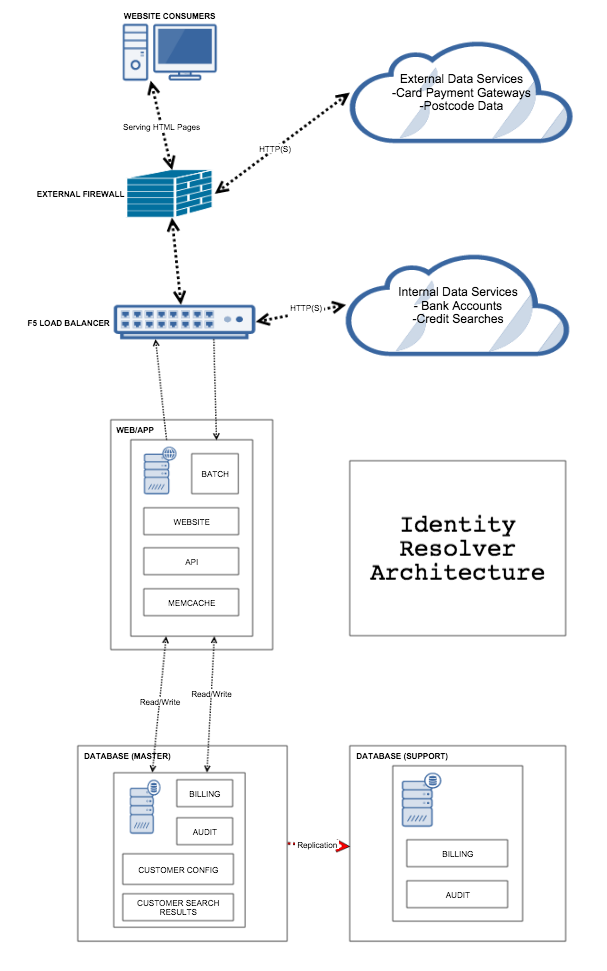 WEBSITE CONSUMERS
External Data Services
-Card Payment Gateways
-Postcode Data
Serving HTML Pages
HTTP(S)
EXTERNAL FIREWALL
Internal Data Services
- Bank Accounts
-Credit Searches
HTTP(S)
F5 LOAD BALANCER
WEB/APP
BATCH
WEBSITE
API
MEMCACHE
Identity
Resolver
Architecture
Read/Write
Read/Write
DATABASE (MASTER)
BILLING
AUDIT
CUSTOMER CONFIG
CUSTOMER SEARCH
RESULTS
Replication
DATABASE (SUPPORT)
BILLING
AUDIT